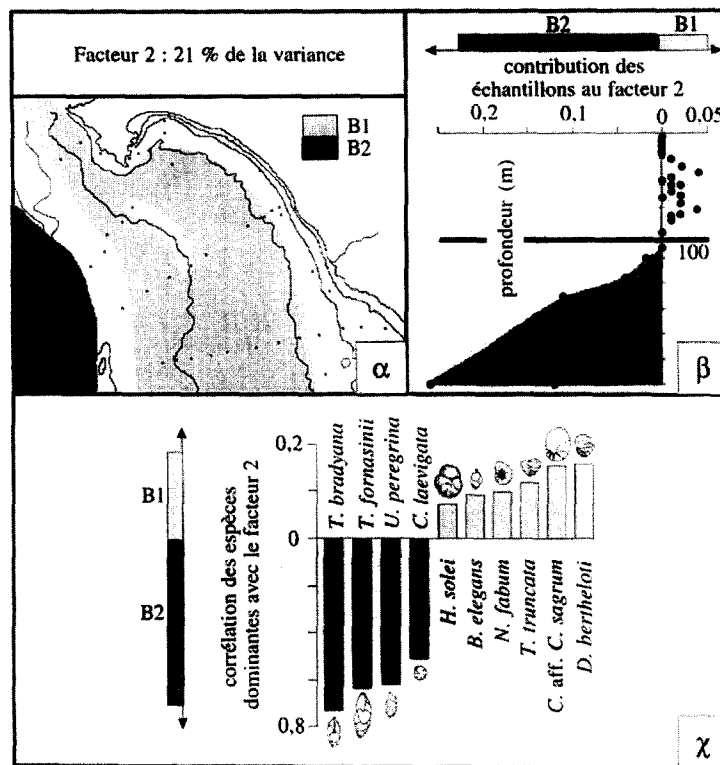 Facteur 2 : 21 % de la variance
B1
B2
α
B2
B1
contribution des
échantillons au facteur 2
0,2
0,1
0
0,05
profondeur (m)
100
β
B1
B2
corrélation des espèces
dominantes avec le facteur 2
0,2
0
0,8
T. bradyana
T. fornasinii
U. peregrina
C. laevigata
H. solei
B. elegans
N. fabum
T. truncata
C. aff. C. sagrum
D. bertheloti
χ